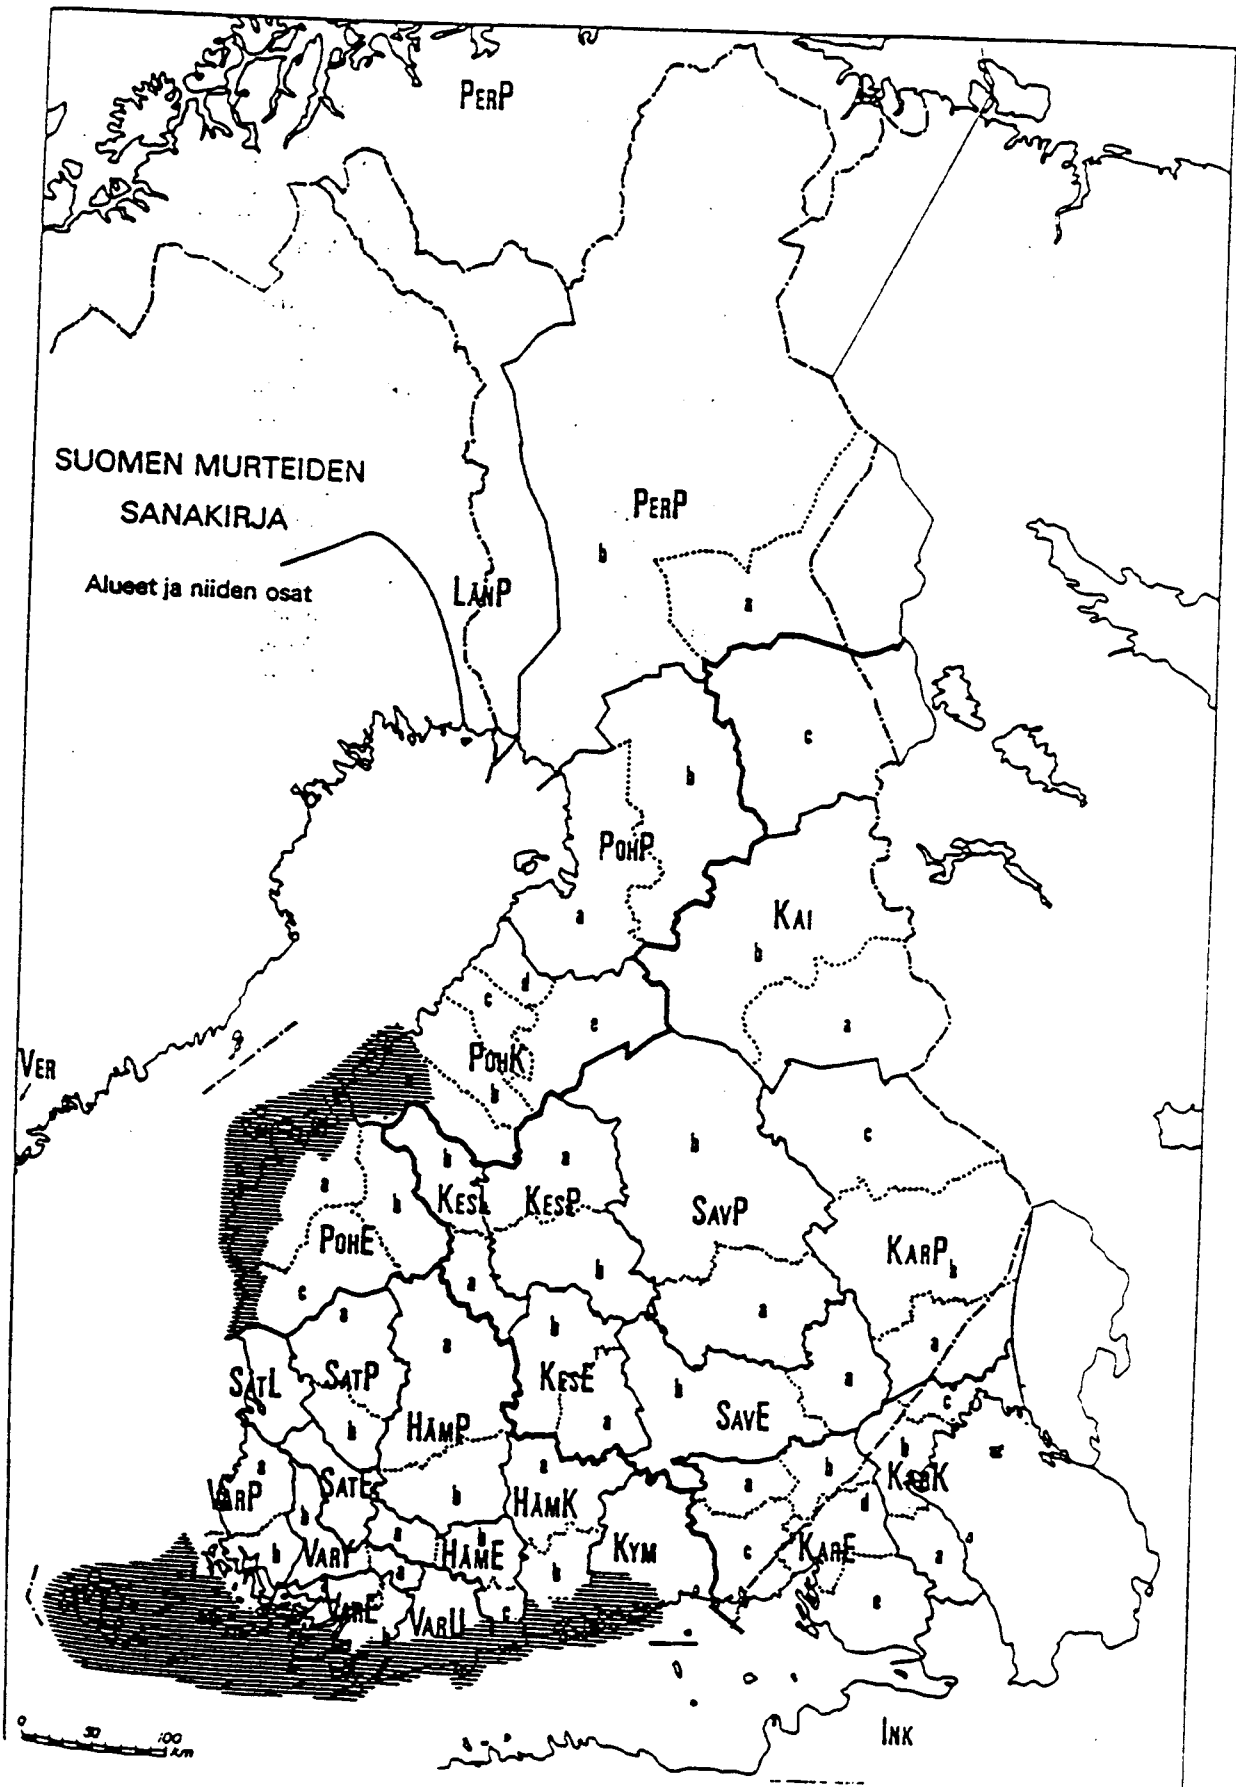 PERP
SUOMEN MURTEIDEN
SANAKIRJA
Alueet ja niiden osat
PERP
b
a
LÄNP
c
b
POHP
a
KAI
b
d
c
e
a
VER
POHK
b
c
b
b
a
a
b
KESL
KESP
SAVP
POHE
KARP
b
b
a
c
a
a
a
b
a
SATL
SATP
KESE
a
b
SAVE
c
HÄMP
a
b
b
a
a
SATE
b
KARK
VARP
b
HÄMK
a
b
d
b
a
b
b
VARY
HÄME
KYM
c
KARE
a
d
a
b
VARE
VARU
c
e
b
INK
0 50 100
km